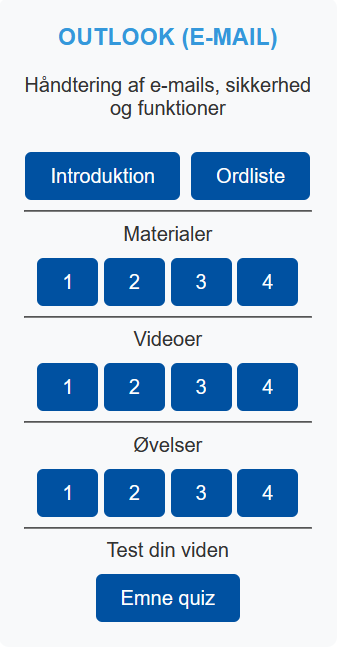 OUTLOOK (E-MAIL)
Håndtering af e-mails, sikkerhed
og funktioner
Introduktion Ordliste
Materialer
1 2 3 4
Videoer
1 2 3 4
Øvelser
1 2 3 4
Test din viden
Emne quiz